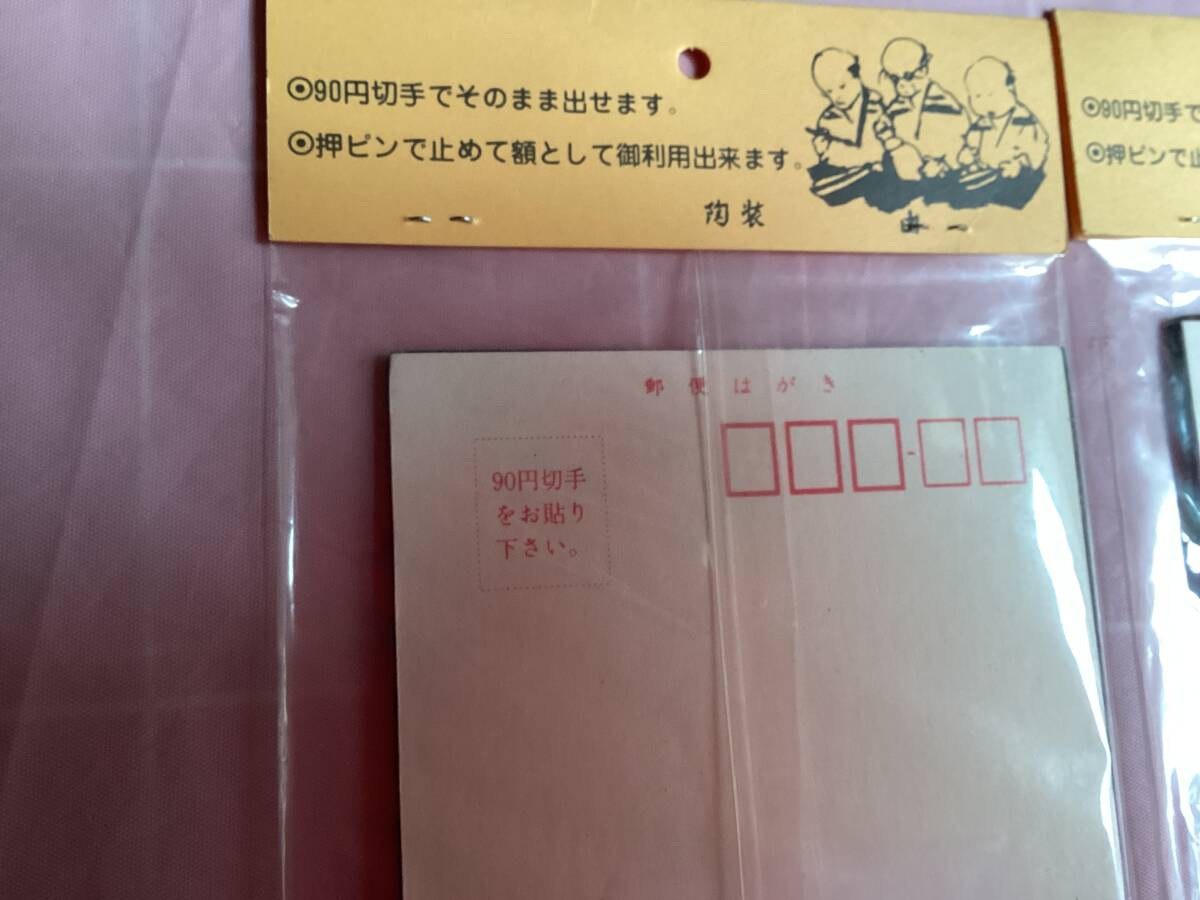 ◉90円切手でそのまま出せます。
◉押ピンで止めて額として御利用出来ます。
陶装
◉90円切手で
◉押ピンで止
郵便はがき
90円切手
をお貼り
下さい。